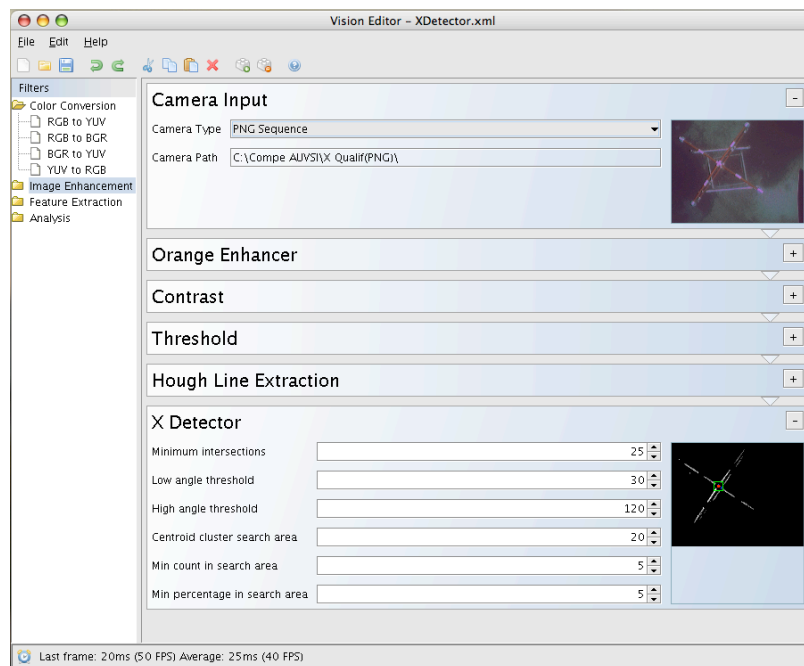 Vision Editor – XDetector.xml
File Edit Help
Filters
Color Conversion
RGB to YUV
RGB to BGR
BGR to YUV
YUV to RGB
Image Enhancement
Feature Extraction
Analysis
Camera Input
-
Camera Type PNG Sequence
Camera Path C:\Compe AUVSI\X Qualif(PNG)\
Orange Enhancer
+
Contrast
+
Threshold
+
Hough Line Extraction
+
X Detector
-
Minimum intersections 25
Low angle threshold 30
High angle threshold 120
Centroid cluster search area 20
Min count in search area 5
Min percentage in search area 5
Last frame: 20ms (50 FPS) Average: 25ms (40 FPS)